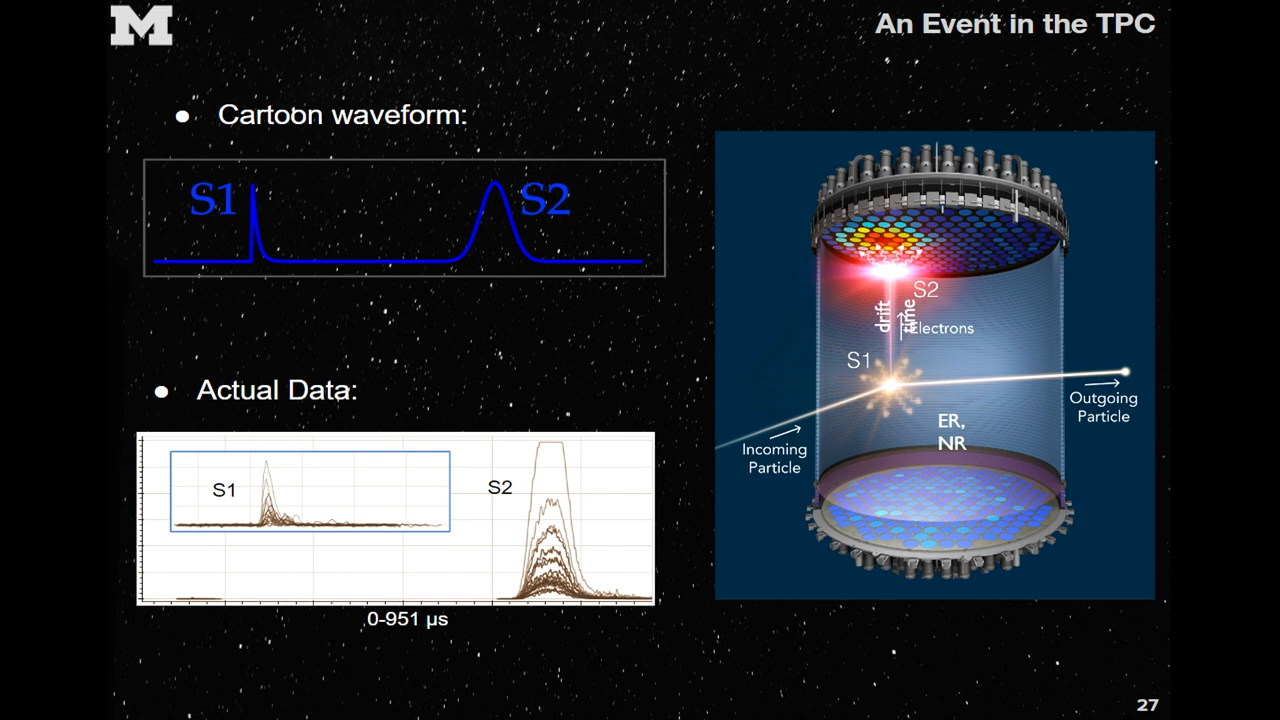 M
An Event in the TPC
● Cartoon waveform:
S1
S2
● Actual Data:
S1
S2
0-951 μs
S2
drift time
Electrons
S1
Outgoing
Particle
ER,
NR
Incoming
Particle
27